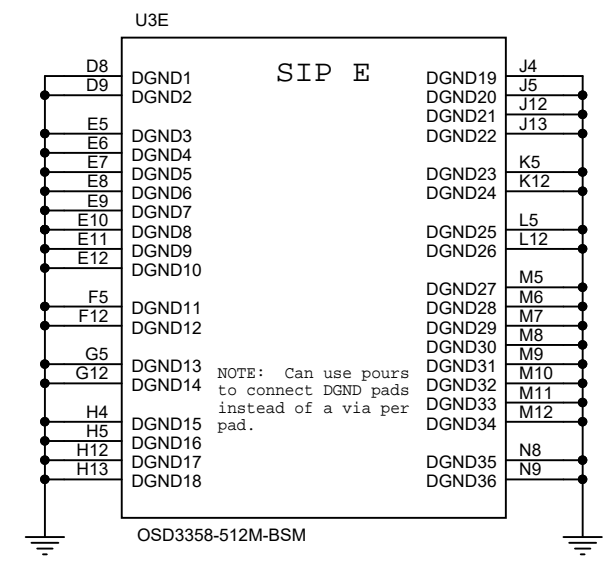 U3E
SIP E
D8 DGND1
D9 DGND2
E5 DGND3
E6 DGND4
E7 DGND5
E8 DGND6
E9 DGND7
E10 DGND8
E11 DGND9
E12 DGND10
F5 DGND11
F12 DGND12
G5 DGND13
G12 DGND14
H4 DGND15
H5 DGND16
H12 DGND17
H13 DGND18
DGND19 J4
DGND20 J5
DGND21 J12
DGND22 J13
DGND23 K5
DGND24 K12
DGND25 L5
DGND26 L12
DGND27 M5
DGND28 M6
DGND29 M7
DGND30 M8
DGND31 M9
DGND32 M10
DGND33 M11
DGND34 M12
DGND35 N8
DGND36 N9
NOTE: Can use pours
to connect DGND pads
instead of a via per
pad.
OSD3358-512M-BSM